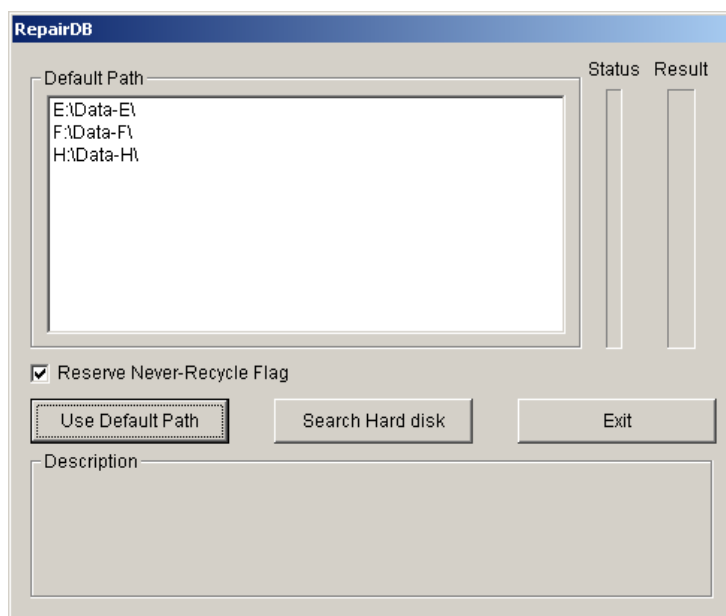 RepairDB
Default Path
Status Result
E:\Data-E\
F:\Data-F\
H:\Data-H\
Reserve Never-Recycle Flag
Use Default Path
Search Hard disk
Exit
Description